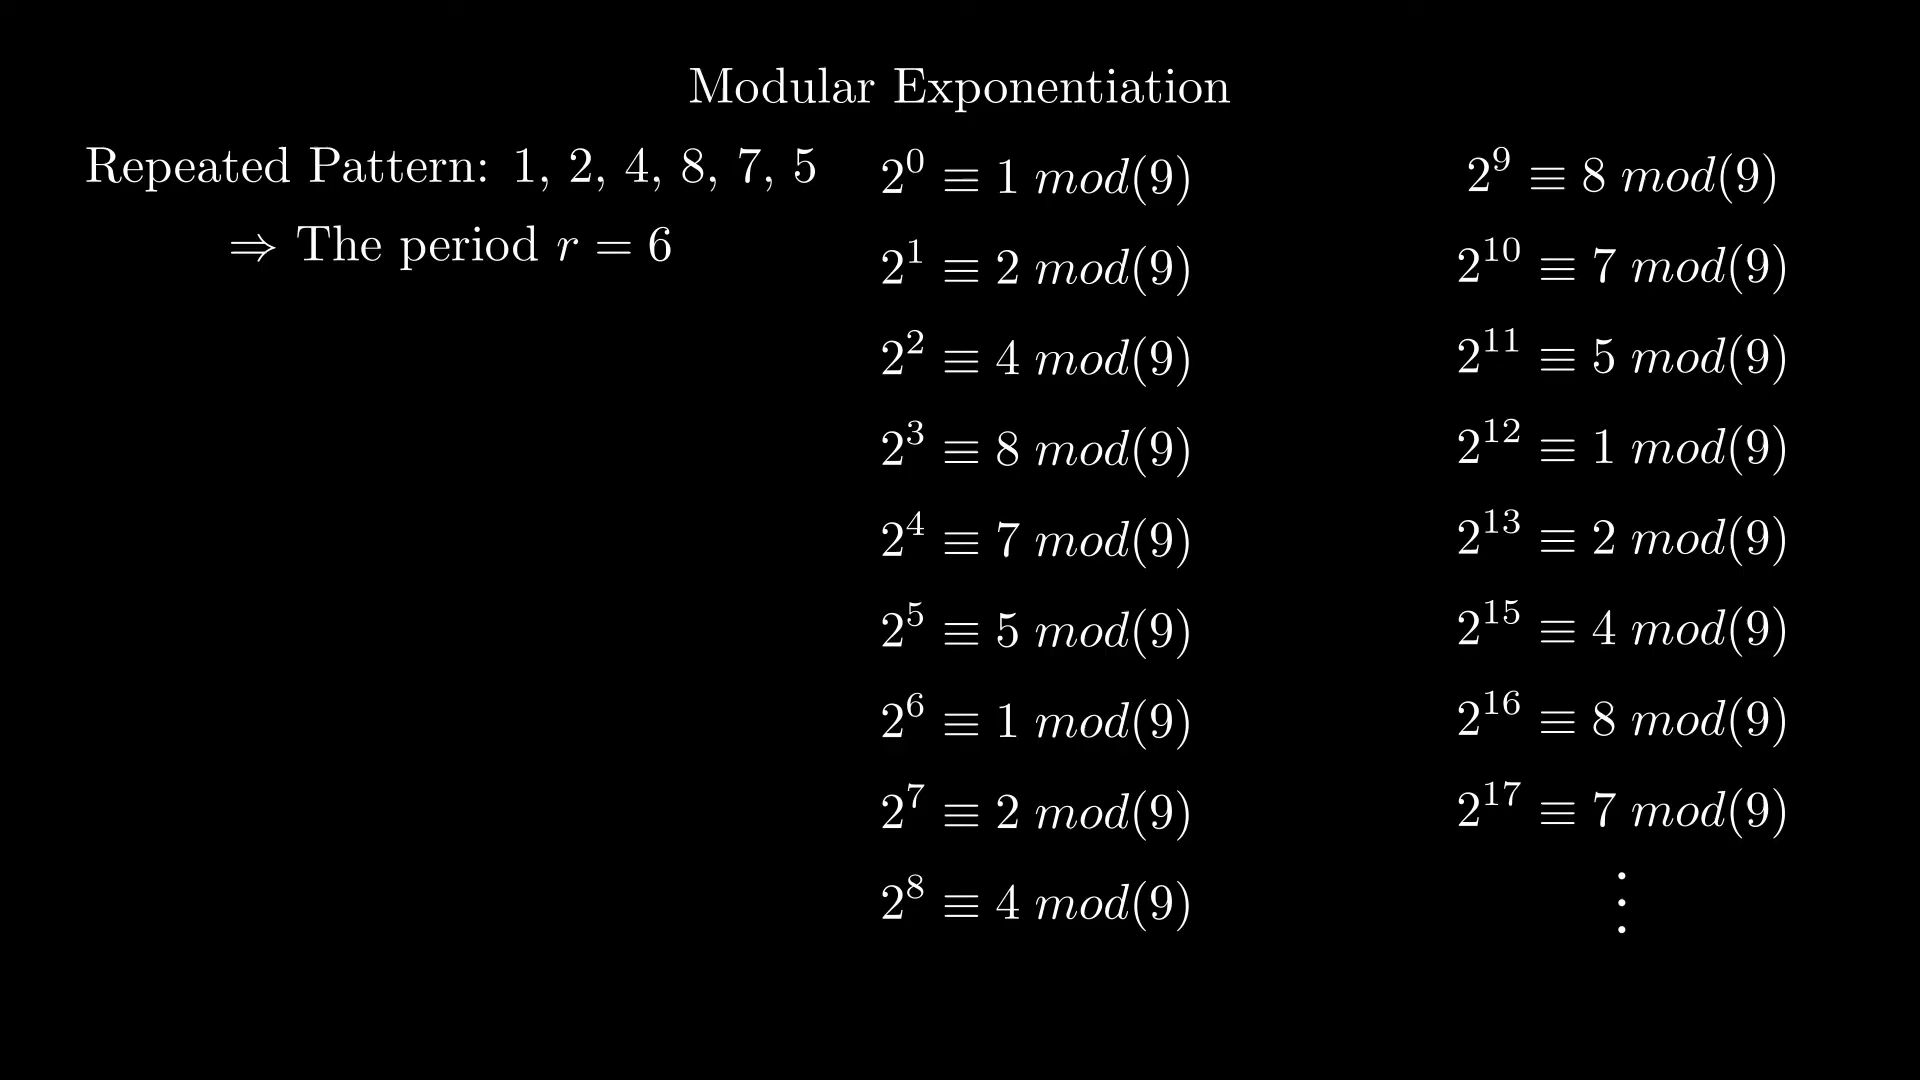 Modular Exponentiation
Repeated Pattern: 1, 2, 4, 8, 7, 5
⇒ The period r = 6
2^0 ≡ 1 mod(9)
2^1 ≡ 2 mod(9)
2^2 ≡ 4 mod(9)
2^3 ≡ 8 mod(9)
2^4 ≡ 7 mod(9)
2^5 ≡ 5 mod(9)
2^6 ≡ 1 mod(9)
2^7 ≡ 2 mod(9)
2^8 ≡ 4 mod(9)
2^9 ≡ 8 mod(9)
2^10 ≡ 7 mod(9)
2^11 ≡ 5 mod(9)
2^12 ≡ 1 mod(9)
2^13 ≡ 2 mod(9)
2^15 ≡ 4 mod(9)
2^16 ≡ 8 mod(9)
2^17 ≡ 7 mod(9)
⋮